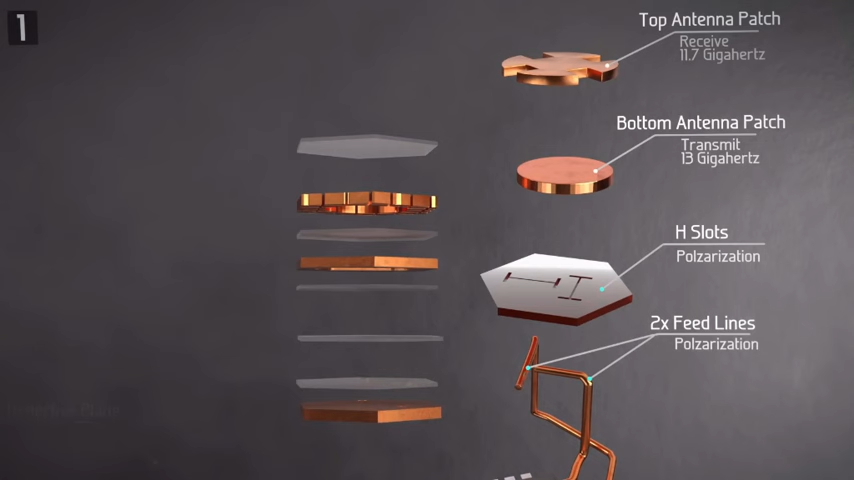 1
Top Antenna Patch
Receive
11.7 Gigahertz
Bottom Antenna Patch
Transmit
13 Gigahertz
H Slots
Polzarization
2x Feed Lines
Polzarization